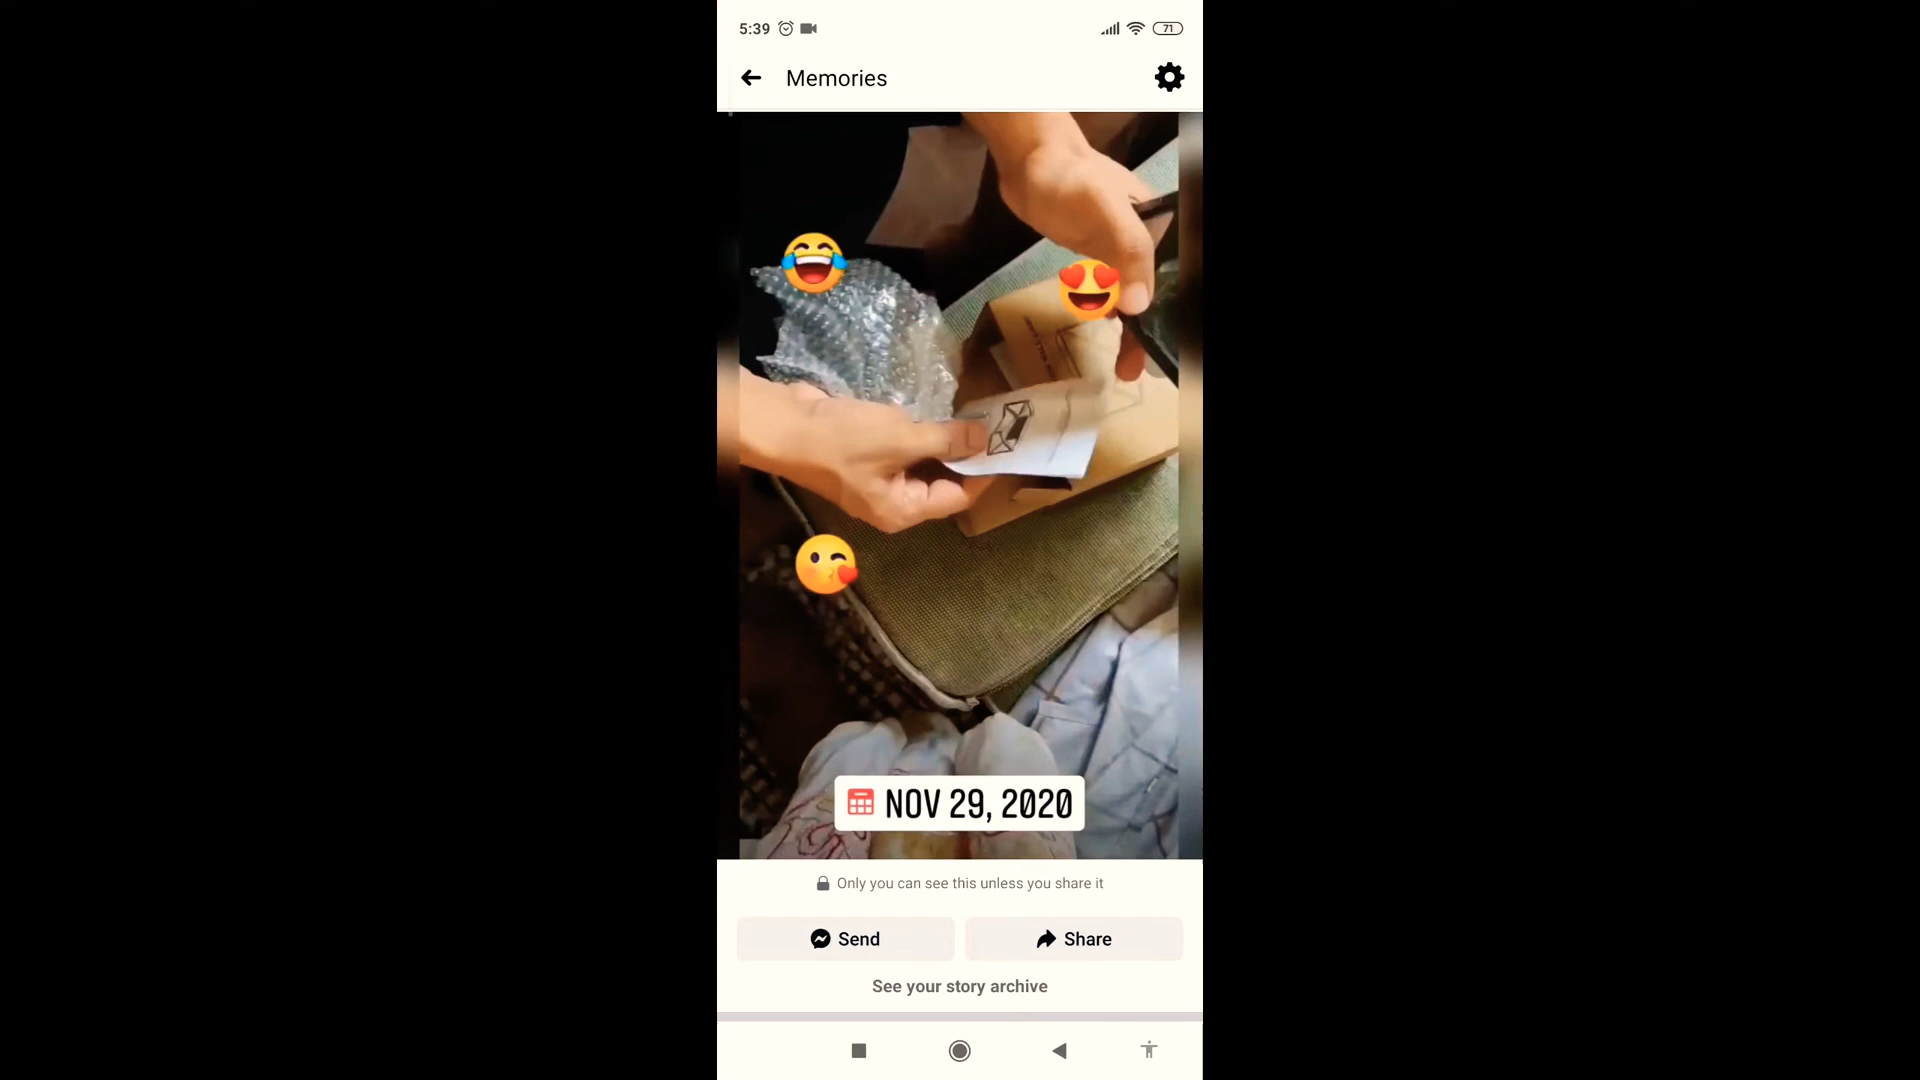 5:39
71
Memories
NOV 29, 2020
Only you can see this unless you share it
Send
Share
See your story archive